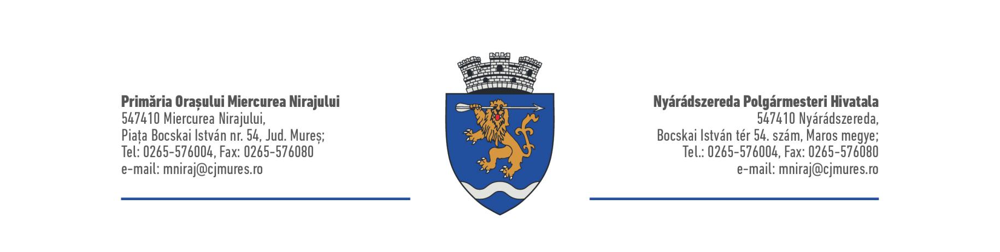 Primăria Orașului Miercurea Nirajului
547410 Miercurea Nirajului,
Piața Bocskai István nr. 54, Jud. Mureș;
Tel: 0265-576004, Fax: 0265-576080
e-mail: mniraj@cjmures.ro
Nyárádszereda Polgármesteri Hivatala
547410 Nyárádszereda,
Bocskai István tér 54. szám, Maros megye;
Tel.: 0265-576004, Fax: 0265-576080
e-mail: mniraj@cjmures.ro